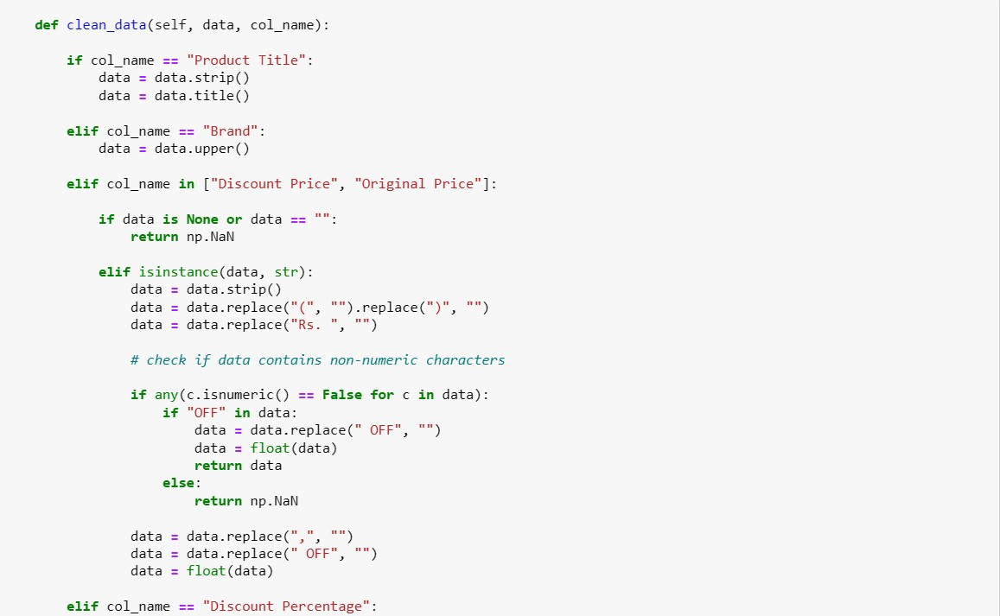 def clean_data(self, data, col_name):
if col_name == "Product Title":
data = data.strip()
data = data.title()
elif col_name == "Brand":
data = data.upper()
elif col_name in ["Discount Price", "Original Price"]:
if data is None or data == "":
return np.NaN
elif isinstance(data, str):
data = data.strip()
data = data.replace("(", "").replace(")", "")
data = data.replace("Rs. ", "")
# check if data contains non-numeric characters
if any(c.isnumeric() == False for c in data):
if "OFF" in data:
data = data.replace(" OFF", "")
data = float(data)
return data
else:
return np.NaN
data = data.replace(",", "")
data = data.replace(" OFF", "")
data = float(data)
elif col_name == "Discount Percentage":